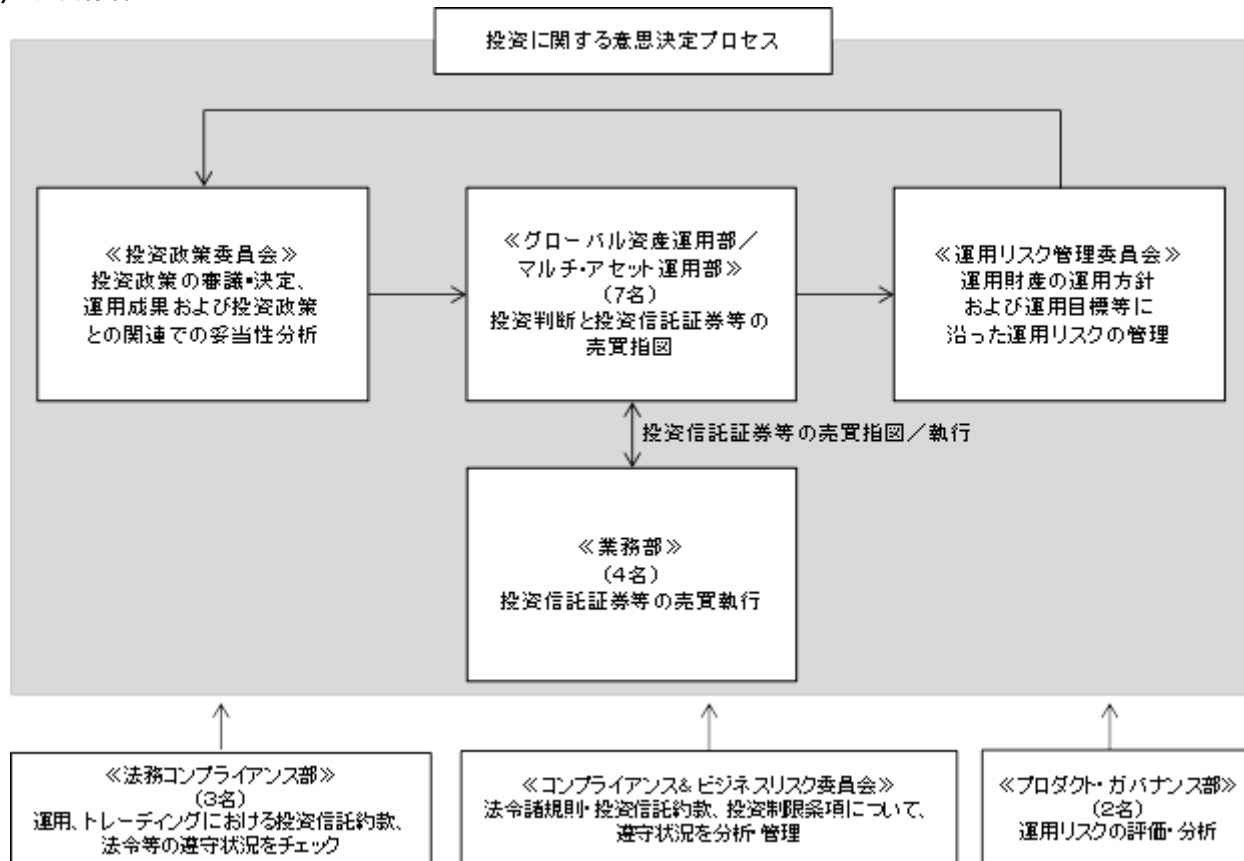 投資に関する意思決定プロセス
≪投資政策委員会≫
投資政策の審議・決定、
運用成果および投資政策
との関連での妥当性分析
≪グローバル資産運用部／
マルチ・アセット運用部≫
(7名)
投資判断と投資信託証券等の
売買指図
≪運用リスク管理委員会≫
運用財産の運用方針
および運用目標等に
沿った運用リスクの管理
投資信託証券等の売買指図／執行
≪業務部≫
(4名)
投資信託証券等の売買執行
≪法務コンプライアンス部≫
(3名)
運用、トレーディングにおける投資信託約款、
法令等の遵守状況をチェック
≪コンプライアンス＆ビジネスリスク委員会≫
法令諸規則・投資信託約款、投資制限条項について、
遵守状況を分析・管理
≪プロダクト・ガバナンス部≫
(2名)
運用リスクの評価・分析